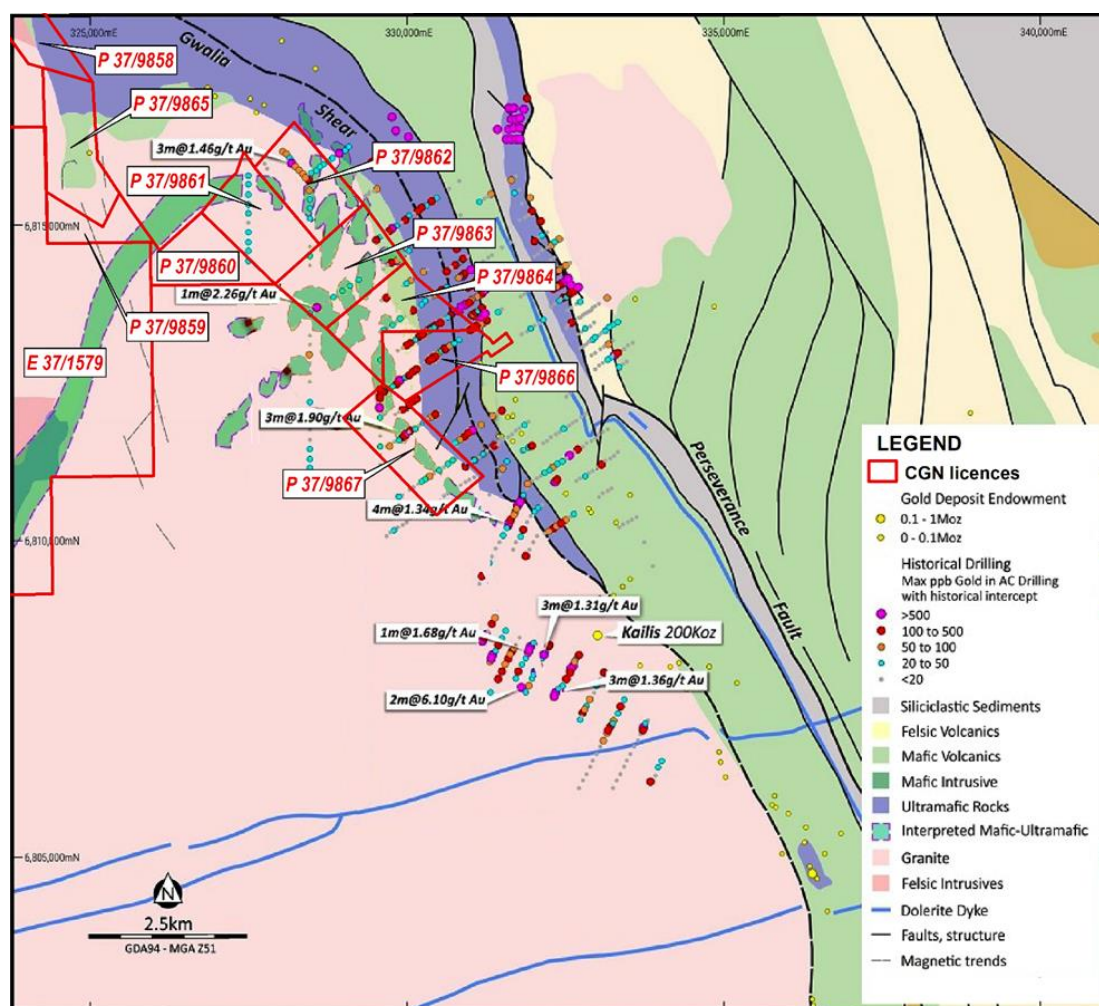 325,000mE
330,000mE
335,000mE
340,000mE
Gwalia
Shear
P 37/9858
P 37/9865
3m@1.46g/t Au
P 37/9862
P 37/9861
6,815,000mN
P 37/9863
P 37/9860
P 37/9864
1m@2.26g/t Au
P 37/9859
E 37/1579
P 37/9866
3m@1.90g/t Au
P 37/9867
4m@1.34g/t Au
Perseverance
Fault
6,810,000mN
3m@1.31g/t Au
1m@1.68g/t Au
Kailis 200Koz
3m@1.36g/t Au
2m@6.10g/t Au
6,805,000mN
N
2.5km
GDA94 - MGA Z51
LEGEND
CGN licences
Gold Deposit Endowment
0.1 - 1Moz
0 - 0.1Moz
Historical Drilling
Max ppb Gold in AC Drilling
with historical intercept
>500
100 to 500
50 to 100
20 to 50
<20
Siliciclastic Sediments
Felsic Volcanics
Mafic Volcanics
Mafic Intrusive
Ultramafic Rocks
Interpreted Mafic-Ultramafic
Granite
Felsic Intrusives
Dolerite Dyke
Faults, structure
Magnetic trends